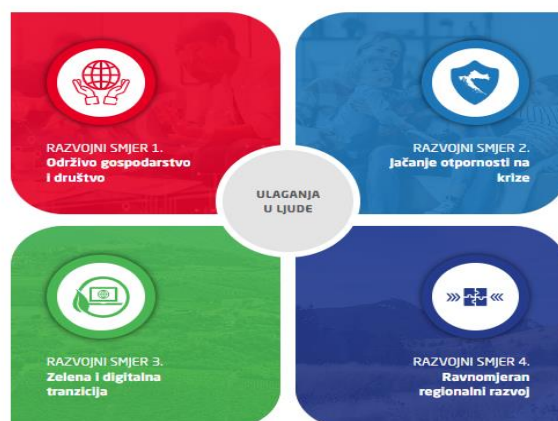 RAZVOJNI SMJER 1.
Održivo gospodarstvo
i društvo
RAZVOJNI SMJER 2.
Jačanje otpornosti na
krize
ULAGANJA
U LJUDE
RAZVOJNI SMJER 3.
Zelena i digitalna
tranzicija
RAZVOJNI SMJER 4.
Ravnomjeran
regionalni razvoj